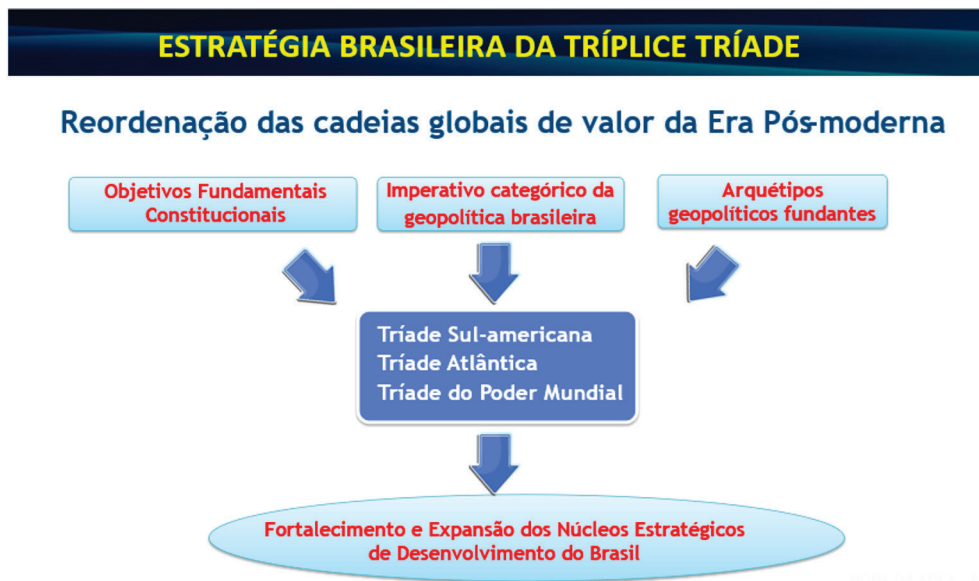 ESTRATÉGIA BRASILEIRA DA TRÍPLICE TRÍADE
Reordenação das cadeias globais de valor da Era Pós-moderna
Objetivos Fundamentais
Constitucionais
Imperativo categórico da
geopolítica brasileira
Arquétipos
geopolíticos fundantes
Tríade Sul-americana
Tríade Atlântica
Tríade do Poder Mundial
Fortalecimento e Expansão dos Núcleos Estratégicos
de Desenvolvimento do Brasil